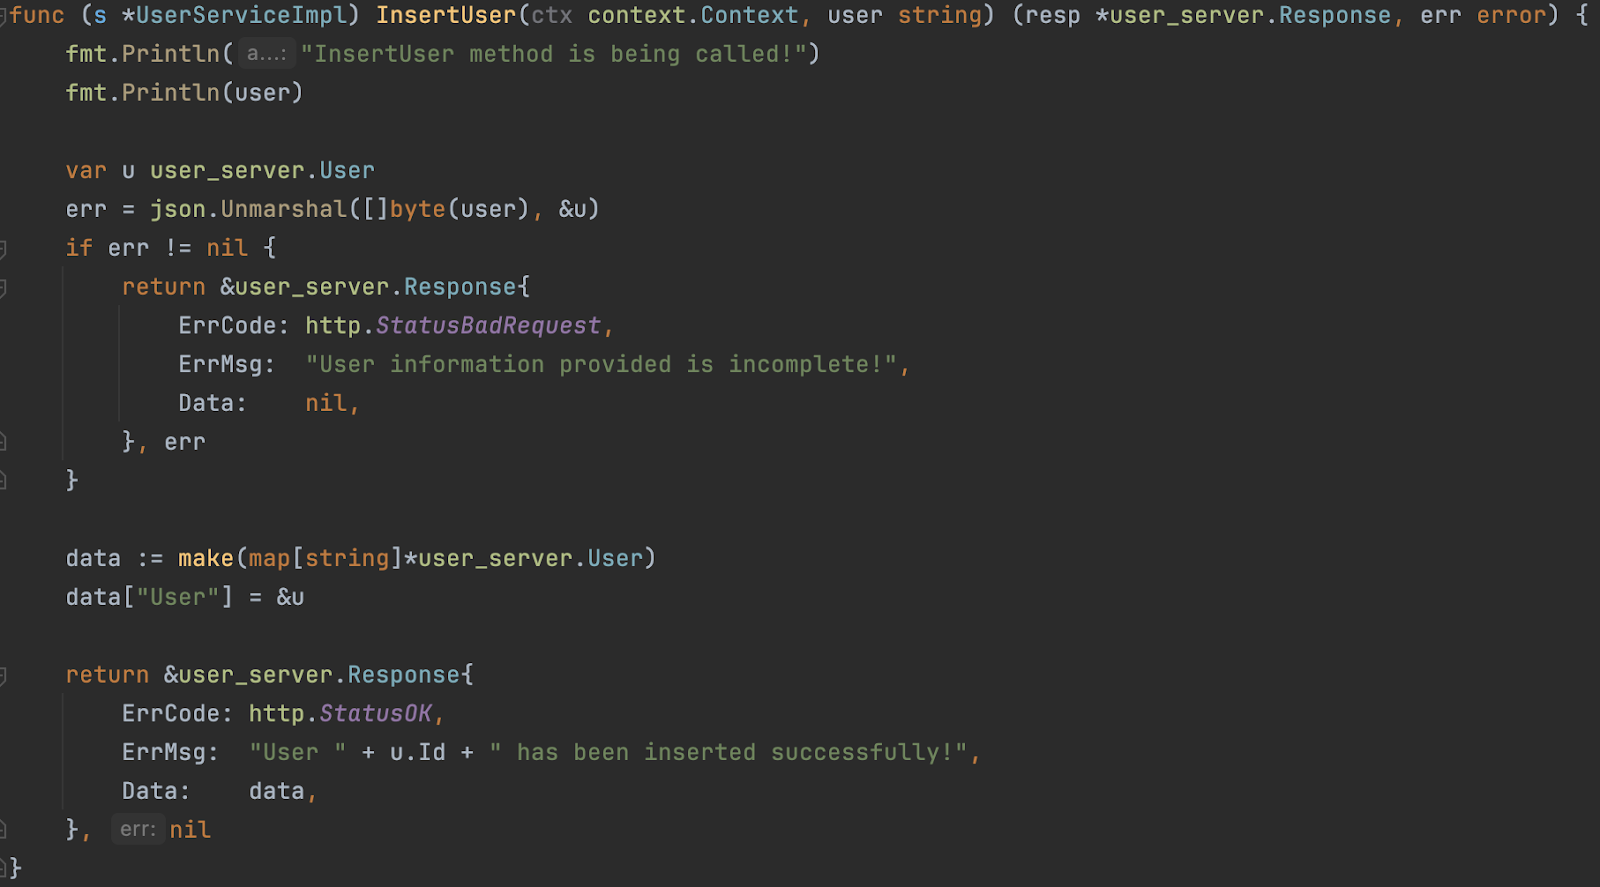 func (s *UserServiceImpl) InsertUser(ctx context.Context, user string) (resp *user_server.Response, err error) {
    fmt.Println( a...: "InsertUser method is being called!")
    fmt.Println(user)

    var u user_server.User
    err = json.Unmarshal([]byte(user), &u)
    if err != nil {
        return &user_server.Response{
            ErrCode: http.StatusBadRequest,
            ErrMsg:  "User information provided is incomplete!",
            Data:    nil,
        }, err
    }

    data := make(map[string]*user_server.User)
    data["User"] = &u

    return &user_server.Response{
        ErrCode: http.StatusOK,
        ErrMsg:  "User " + u.Id + " has been inserted successfully!",
        Data:    data,
    }, err: nil
}